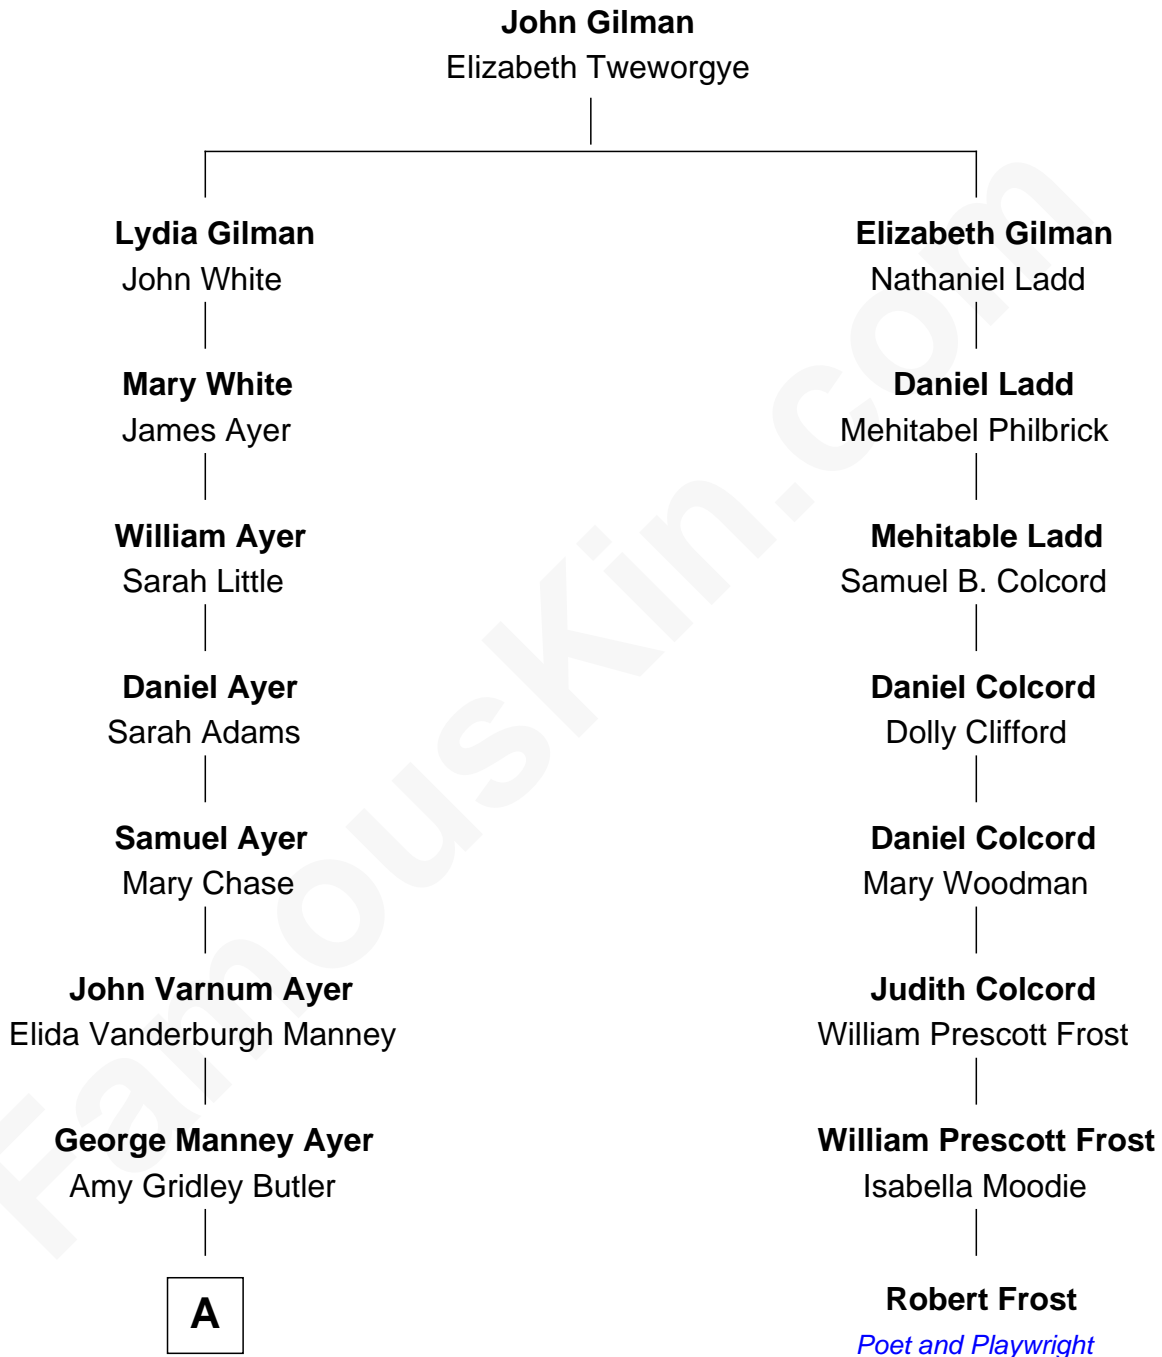 John Gilman
Elizabeth Tweworgye
Lydia Gilman
John White
Elizabeth Gilman
Nathaniel Ladd
Mary White
James Ayer
Daniel Ladd
Mehitabel Philbrick
William Ayer
Sarah Little
Mehitable Ladd
Samuel B. Colcord
Daniel Ayer
Sarah Adams
Daniel Colcord
Dolly Clifford
Samuel Ayer
Mary Chase
Daniel Colcord
Mary Woodman
John Varnum Ayer
Elida Vanderburgh Manney
Judith Colcord
William Prescott Frost
George Manney Ayer
Amy Gridley Butler
William Prescott Frost
Isabella Moodie
A
Robert Frost
Poet and Playwright
FamousKin.com